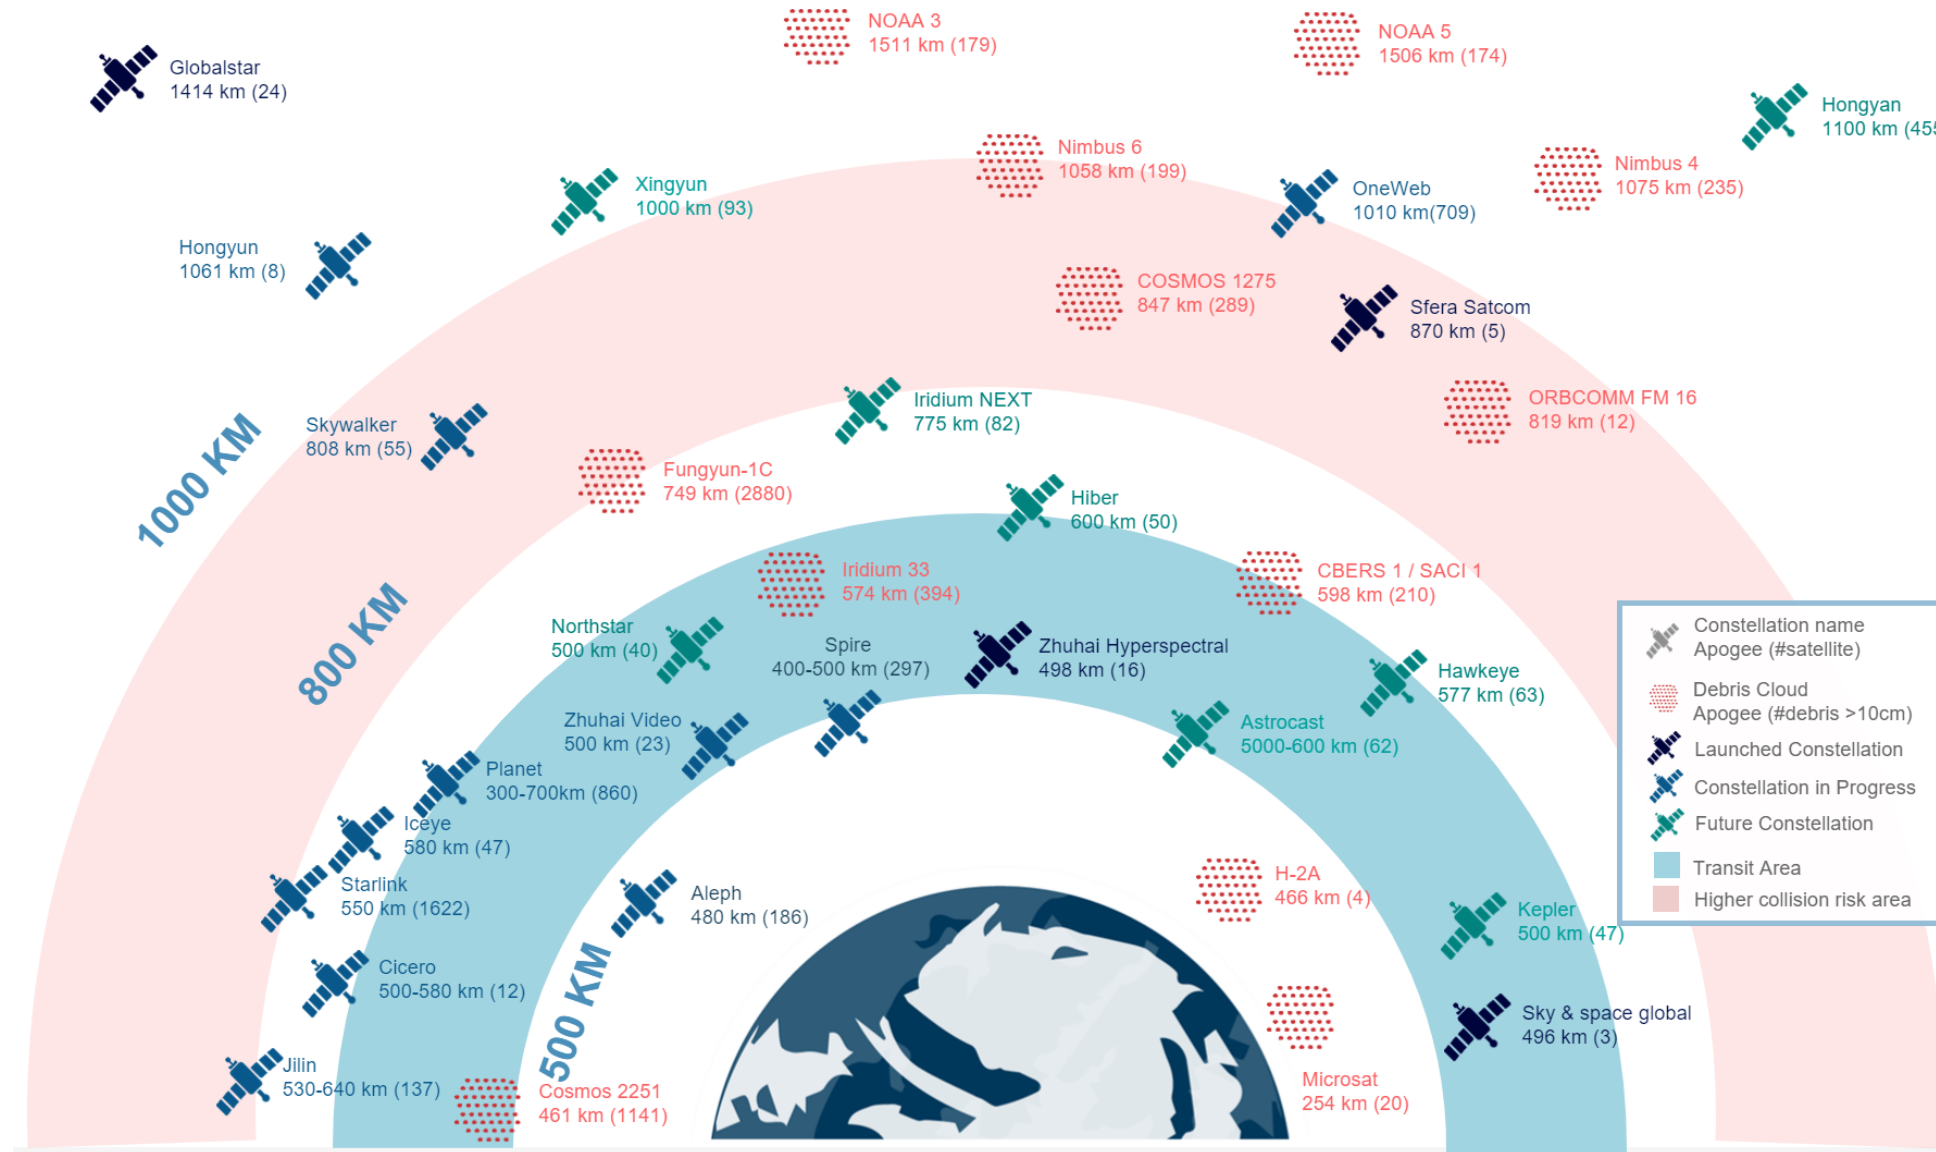 NOAA 3
1511 km (179)
NOAA 5
1506 km (174)
Globalstar
1414 km (24)
Hongyan
1100 km (455
Nimbus 6
1058 km (199)
Nimbus 4
1075 km (235)
Xingyun
1000 km (93)
OneWeb
1010 km(709)
Hongyun
1061 km (8)
COSMOS 1275
847 km (289)
Sfera Satcom
870 km (5)
Iridium NEXT
775 km (82)
ORBCOMM FM 16
819 km (12)
Skywalker
808 km (55)
1000 KM
Fungyun-1C
749 km (2880)
Hiber
600 km (50)
Iridium 33
574 km (394)
CBERS 1 / SACI 1
598 km (210)
800 KM
Northstar
500 km (40)
Spire
400-500 km (297)
Zhuhai Hyperspectral
498 km (16)
Hawkeye
577 km (63)
Zhuhai Video
500 km (23)
Astrocast
5000-600 km (62)
Planet
300-700km (860)
Iceye
580 km (47)
Starlink
550 km (1622)
Aleph
480 km (186)
H-2A
466 km (4)
Kepler
500 km (47)
Cicero
500-580 km (12)
500 KM
Sky & space global
496 km (3)
Jilin
530-640 km (137)
Cosmos 2251
461 km (1141)
Microsat
254 km (20)
Constellation name
Apogee (#satellite)
Debris Cloud
Apogee (#debris >10cm)
Launched Constellation
Constellation in Progress
Future Constellation
Transit Area
Higher collision risk area